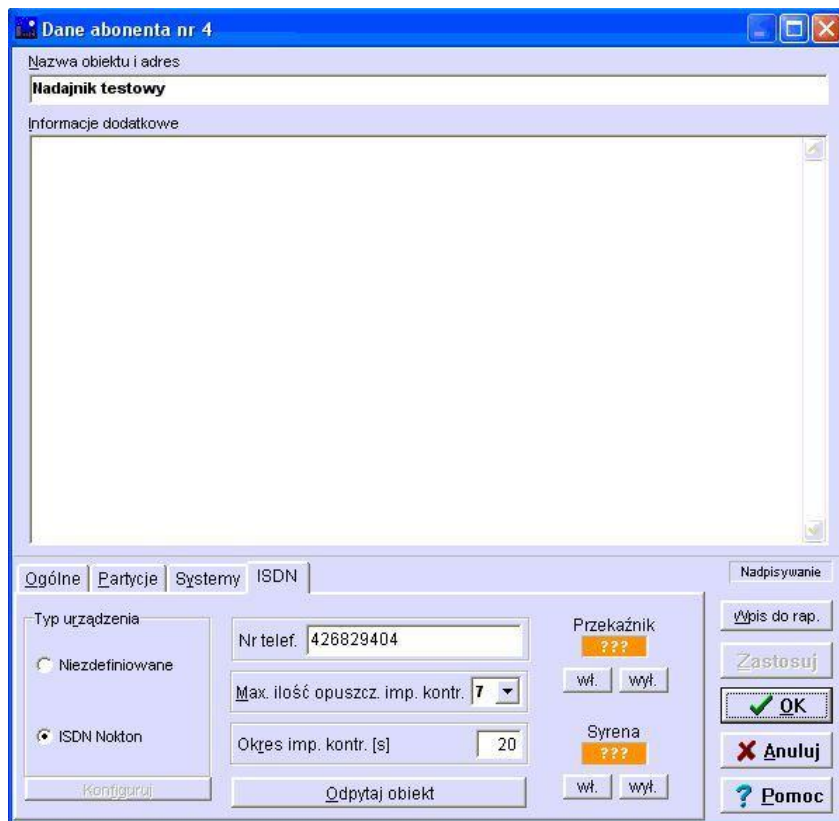 Dane abonenta nr 4
Nazwa obiektu i adres
Nadajnik testowy
Informacje dodatkowe
Ogólne Partycje Systemy ISDN
Nadpisywanie
Typ urządzenia
Niezdefiniowane
ISDN Nokton
Konfiguruj
Nr telef. 426829404
Max. ilość opuszcz. imp. kontr. 7
Okres imp. kontr. [s] 20
Odpytaj obiekt
Przekaźnik
???
wł. wył.
Syrena
???
wł. wył.
Wpis do rap.
Zastosuj
OK
Anuluj
? Pomoc